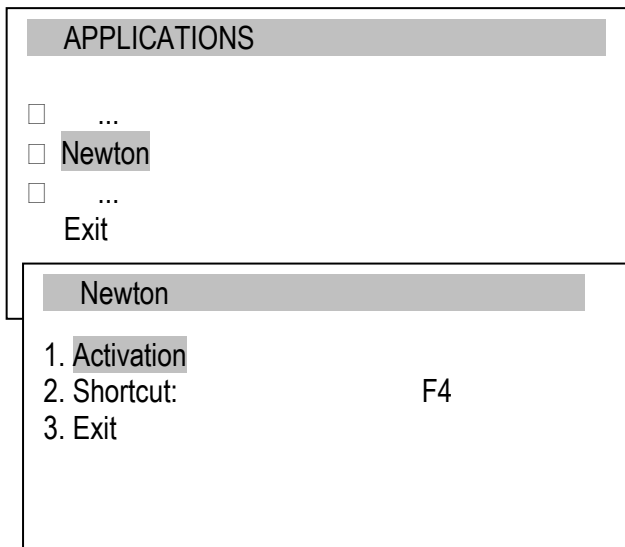 APPLICATIONS
□ ...
□ Newton
□ ...
Exit
Newton
1. Activation
2. Shortcut: F4
3. Exit